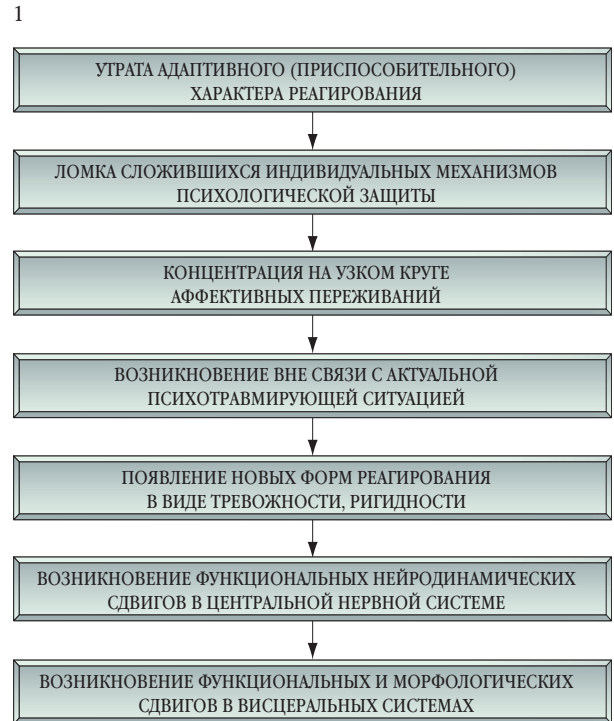 1
УТРАТА АДАПТИВНОГО (ПРИСПОСОБИТЕЛЬНОГО)
ХАРАКТЕРА РЕАГИРОВАНИЯ
ЛОМКА СЛОЖИВШИХСЯ ИНДИВИДУАЛЬНЫХ МЕХАНИЗМОВ
ПСИХОЛОГИЧЕСКОЙ ЗАЩИТЫ
КОНЦЕНТРАЦИЯ НА УЗКОМ КРУГЕ
АФФЕКТИВНЫХ ПЕРЕЖИВАНИЙ
ВОЗНИКНОВЕНИЕ ВНЕ СВЯЗИ С АКТУАЛЬНОЙ
ПСИХОТРАВМИРУЮЩЕЙ СИТУАЦИЕЙ
ПОЯВЛЕНИЕ НОВЫХ ФОРМ РЕАГИРОВАНИЯ
В ВИДЕ ТРЕВОЖНОСТИ, РИГИДНОСТИ
ВОЗНИКНОВЕНИЕ ФУНКЦИОНАЛЬНЫХ НЕЙРОДИНАМИЧЕСКИХ
СДВИГОВ В ЦЕНТРАЛЬНОЙ НЕРВНОЙ СИСТЕМЕ
ВОЗНИКНОВЕНИЕ ФУНКЦИОНАЛЬНЫХ И МОРФОЛОГИЧЕСКИХ
СДВИГОВ В ВИСЦЕРАЛЬНЫХ СИСТЕМАХ